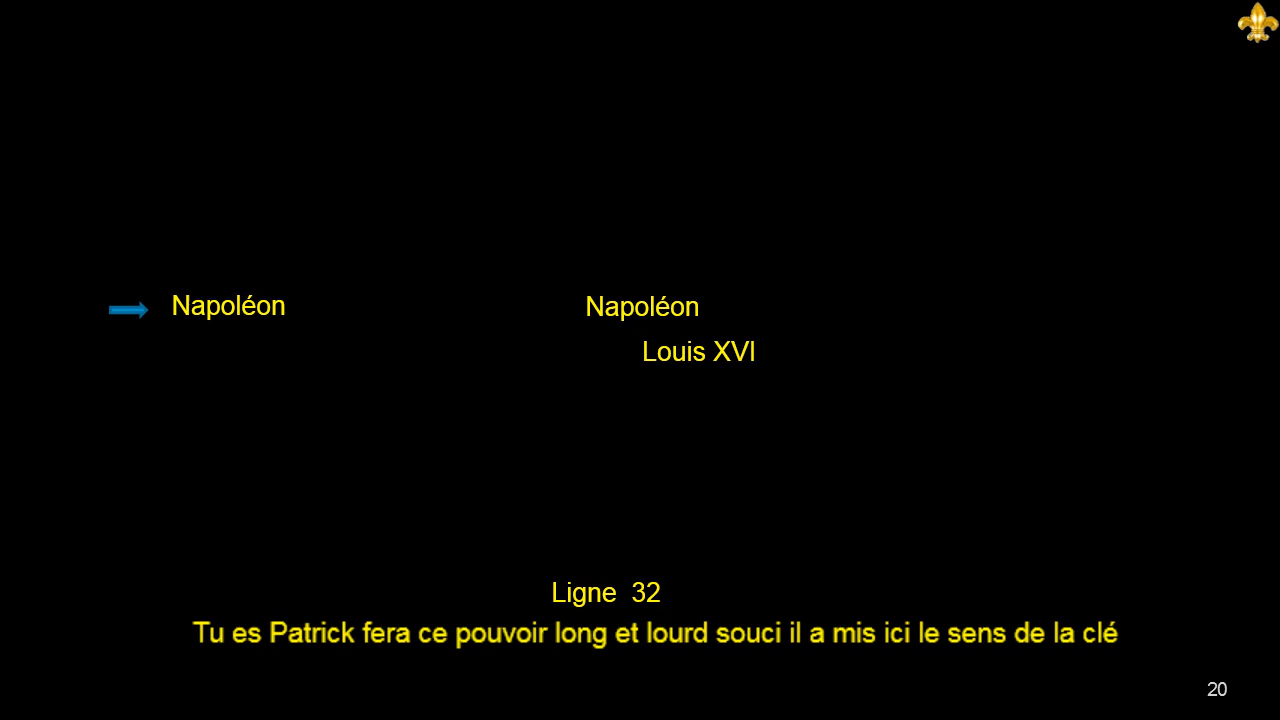 Napoléon
Napoléon
Louis XVI
Ligne 32
Tu es Patrick fera ce pouvoir long et lourd souci il a mis ici le sens de la clé
20